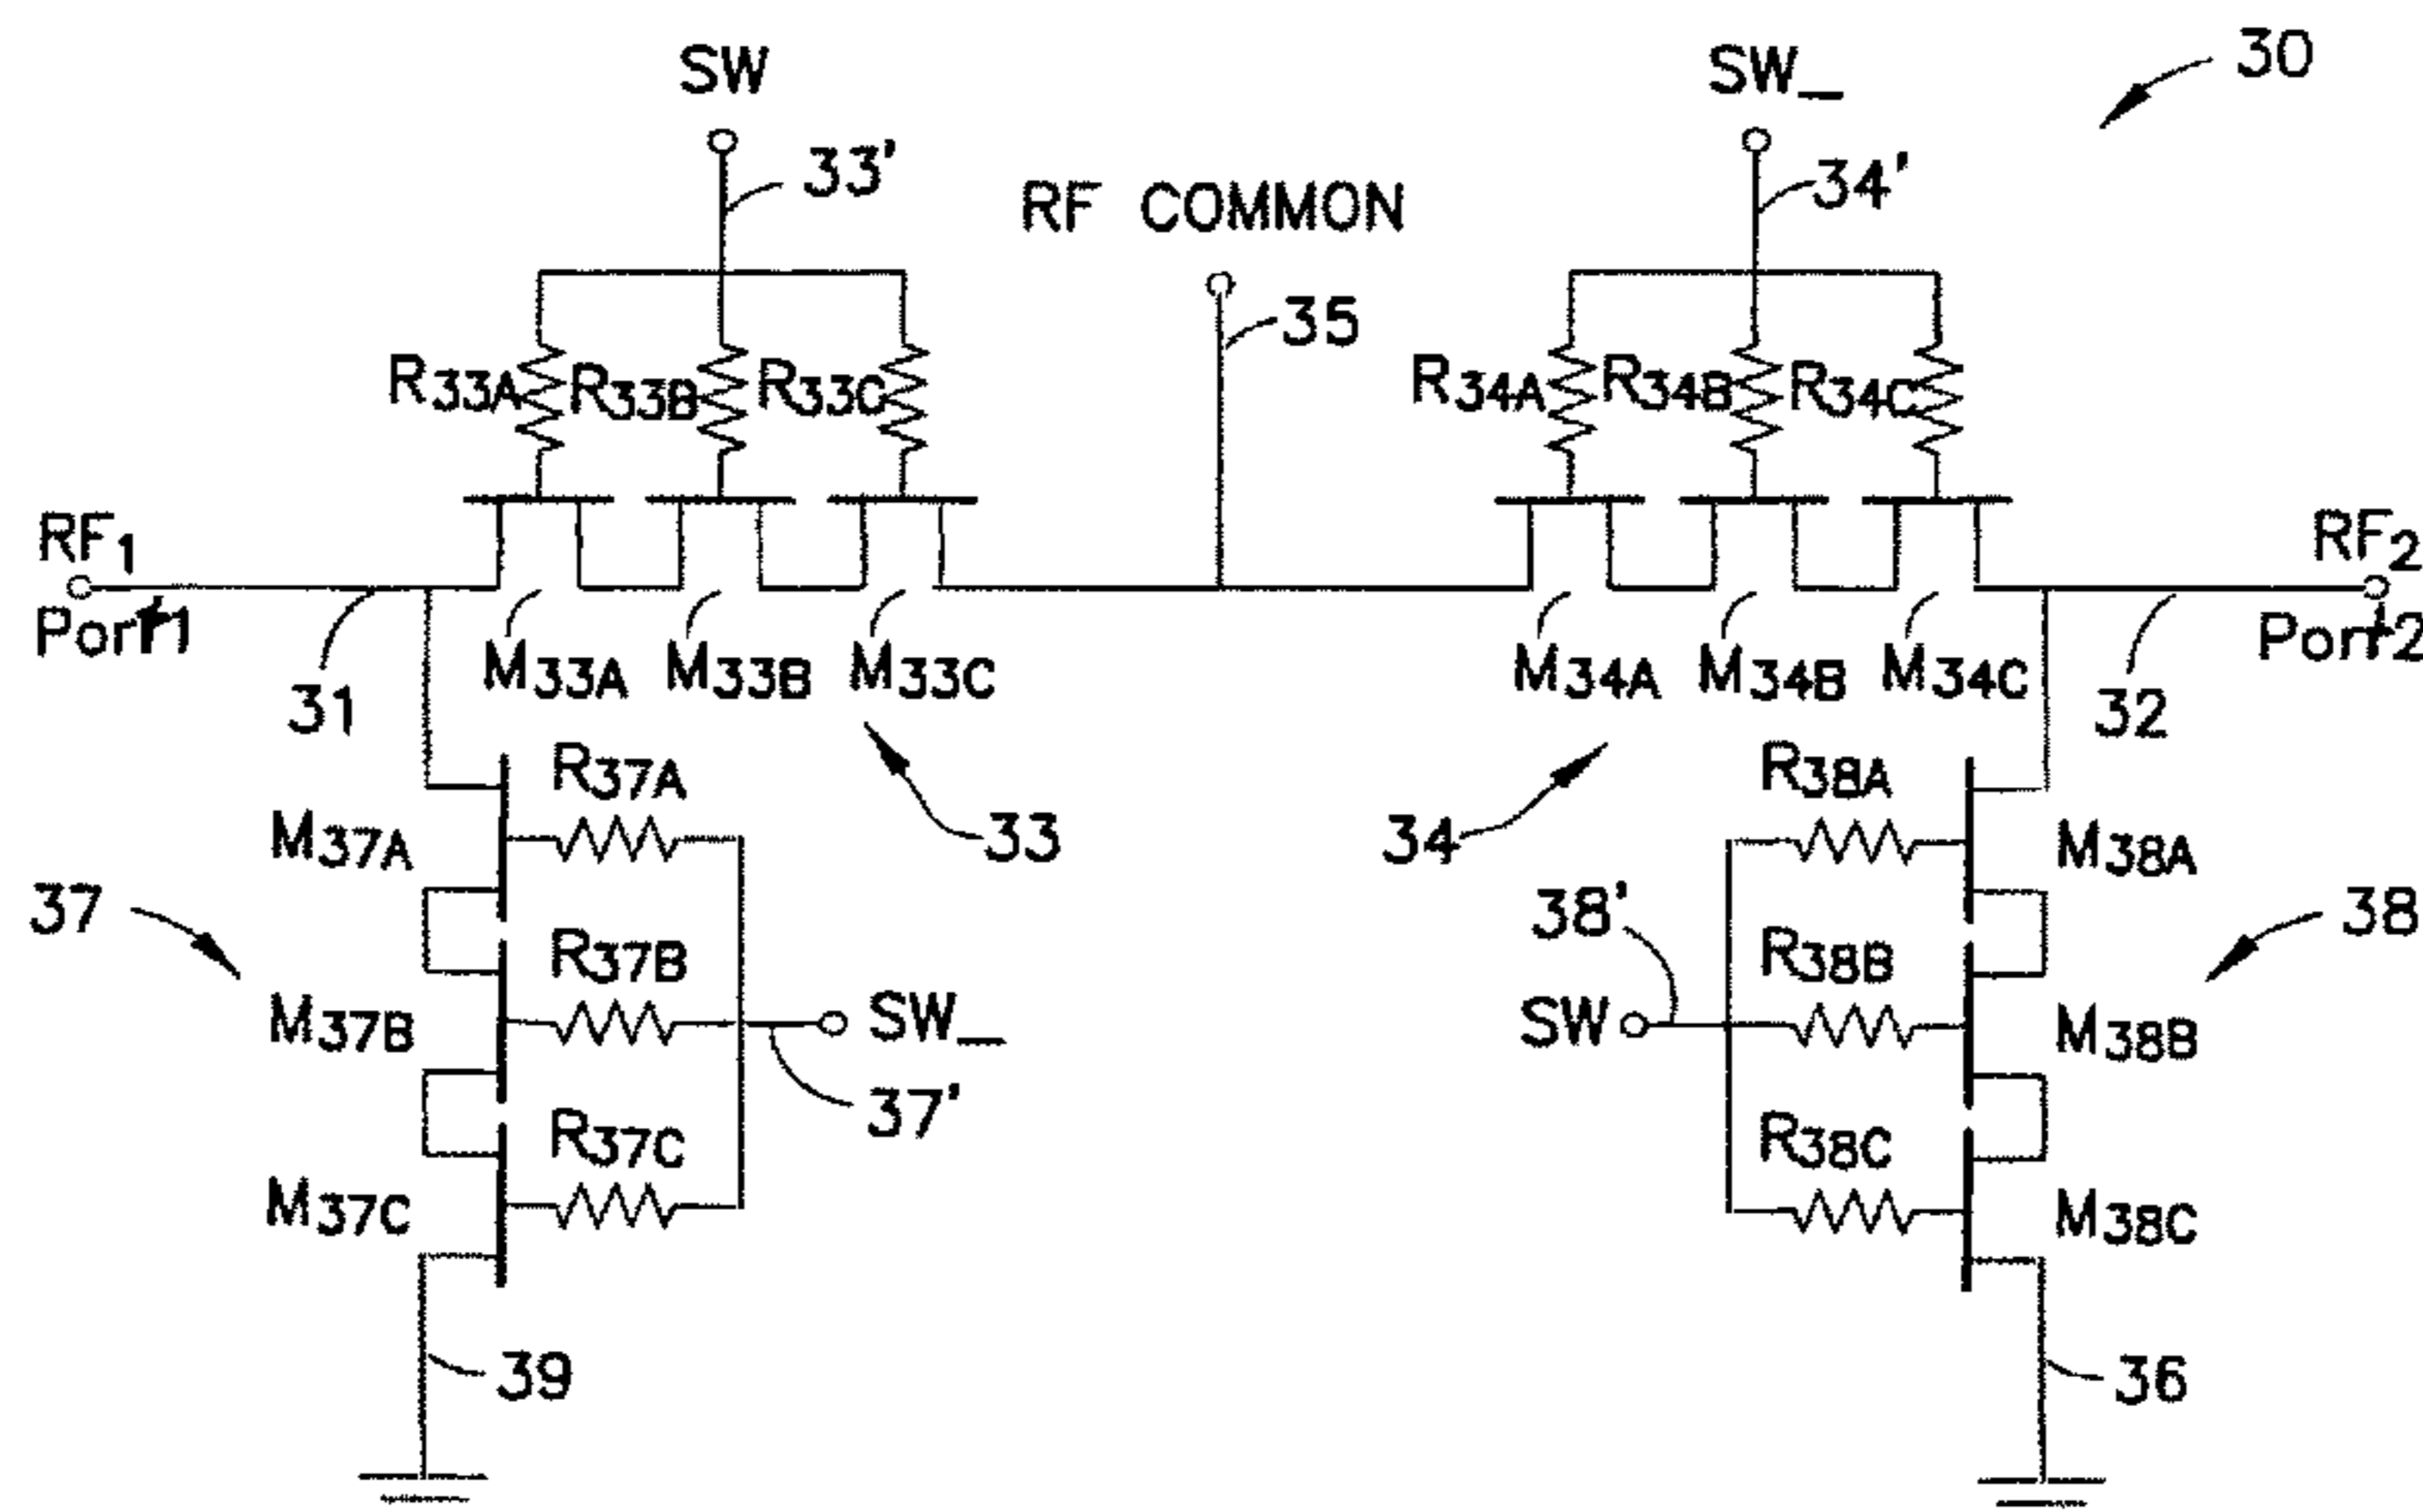 SW
SW_
30
33'
34'
RF COMMON
35
R33A
R33B
R33C
R34A
R34B
R34C
RF1
Port1
RF2
Port2
31
M33A
M33B
M33C
M34A
M34B
M34C
32
33
34
R37A
M37A
37
R37B
M37B
SW_
37'
R37C
M37C
39
R38A
M38A
38'
38
R38B
SW
M38B
R38C
M38C
36